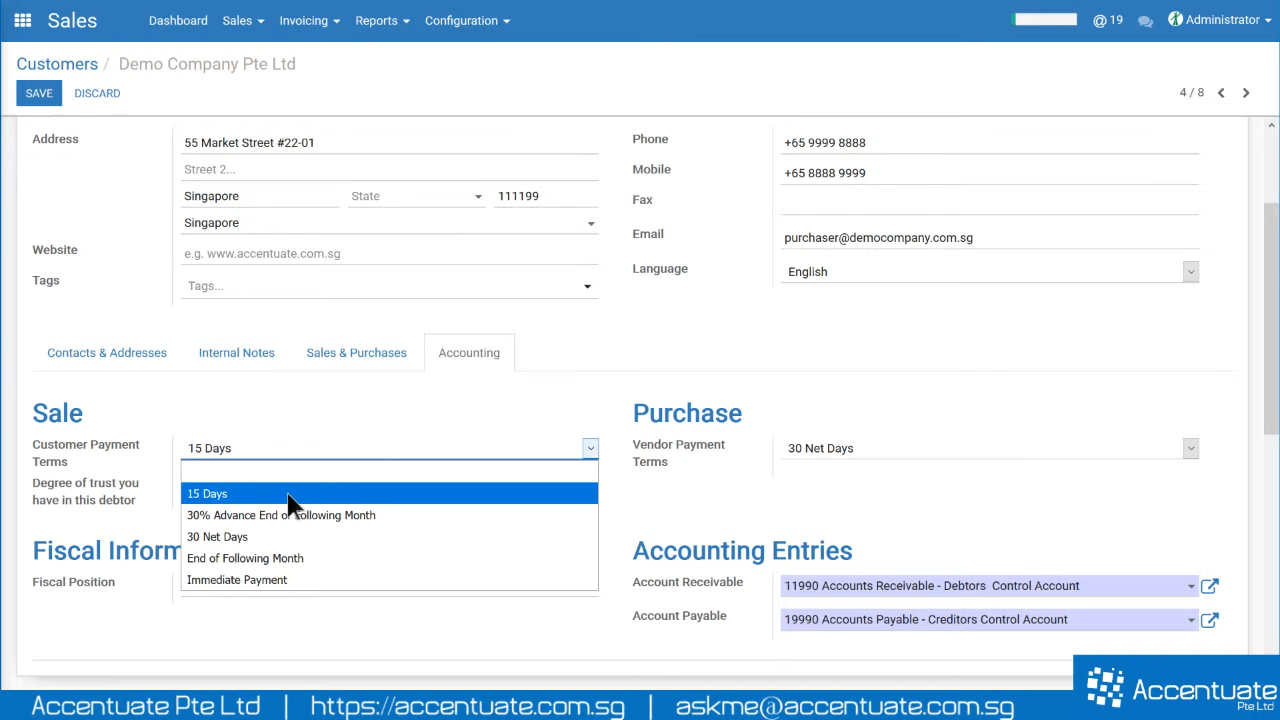 Sales Dashboard Sales Invoicing Reports Configuration @ 19 Administrator
Customers / Demo Company Pte Ltd
SAVE DISCARD 4 / 8
Address 55 Market Street #22-01 Phone +65 9999 8888
Street 2... Mobile +65 8888 9999
Singapore State 111199 Fax
Singapore
Website e.g. www.accentuate.com.sg Email purchaser@democompany.com.sg
Tags Tags... Language English
Contacts & Addresses Internal Notes Sales & Purchases Accounting
Sale Purchase
Customer Payment Terms 15 Days Vendor Payment Terms 30 Net Days
Degree of trust you have in this debtor
15 Days
30% Advance End of Following Month
30 Net Days
End of Following Month
Immediate Payment
Fiscal Inform Accounting Entries
Fiscal Position Account Receivable 11990 Accounts Receivable - Debtors Control Account
Account Payable 19990 Accounts Payable - Creditors Control Account
Accentuate Pte Ltd | https://accentuate.com.sg | askme@accentuate.com.sg
Accentuate
Pte Ltd